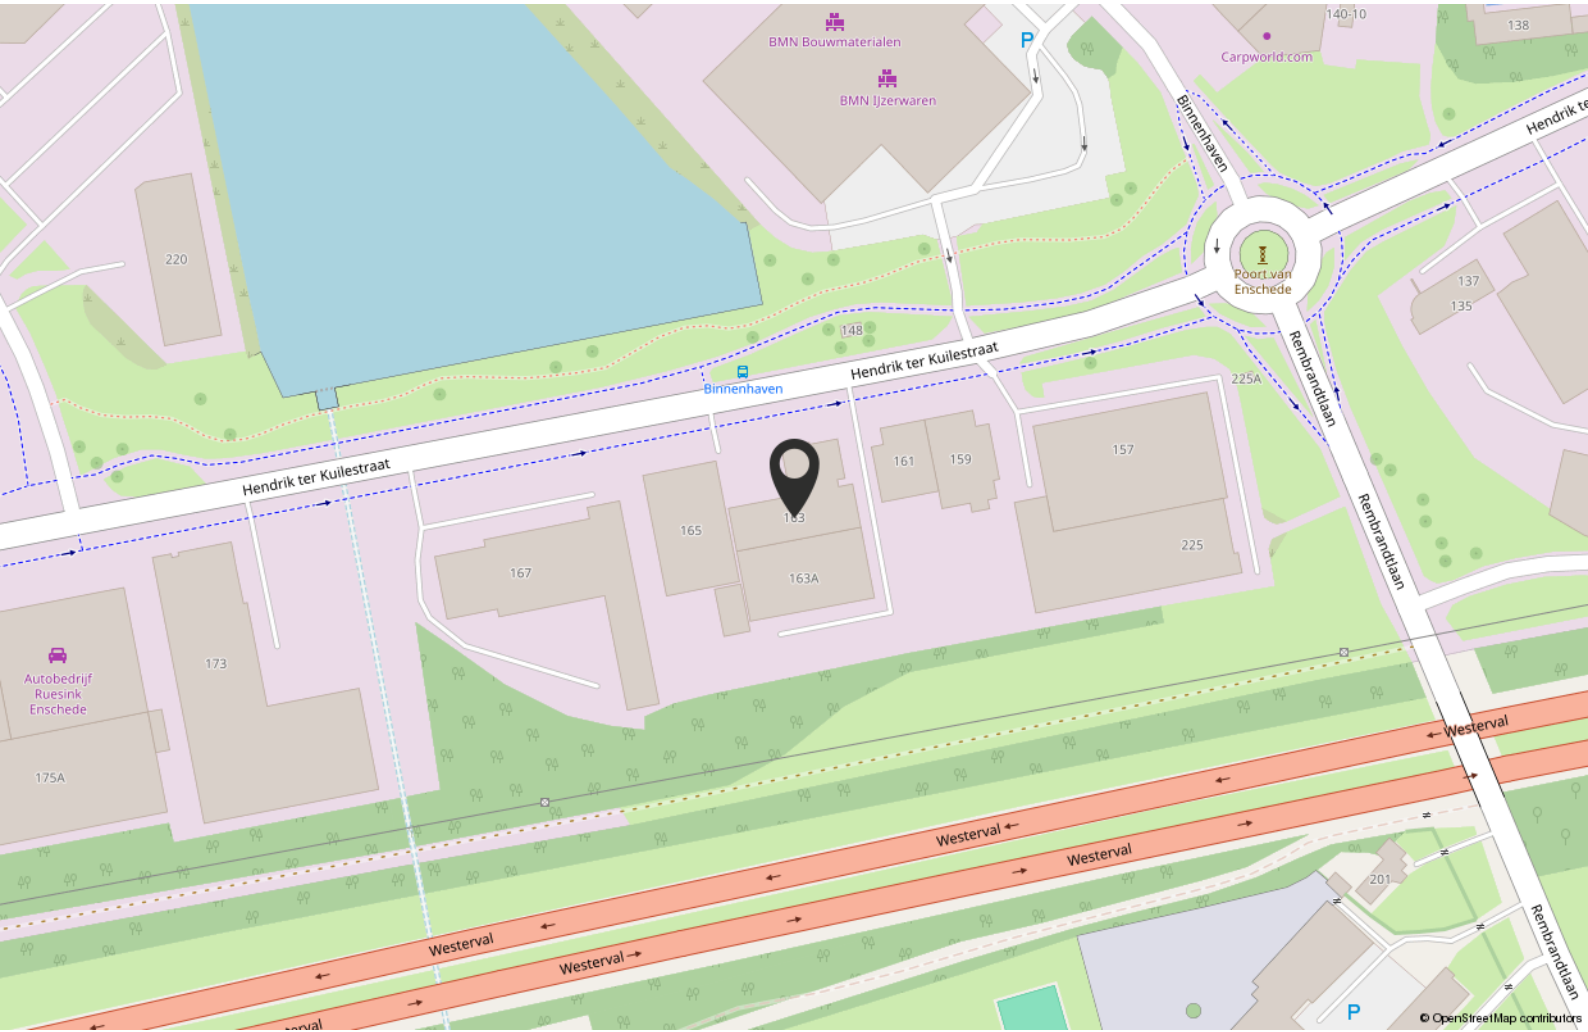 140-10
138
BMN Bouwmaterialen
Carpworld.com
P
BMN IJzerwaren
Binnenhaven
Hendrik te
220
Poort van
Enschede
137
135
148
Hendrik ter Kuilestraat
Rembrandtlaan
Binnenhaven
225A
157
161
159
Hendrik ter Kuilestraat
163
165
Rembrandtlaan
225
167
163A
173
Autobedrijf
Ruesink
Enschede
Westerval
175A
Westerval
Westerval
201
Westerval
Westerval
Rembrandtlaan
P
terval
© OpenStreetMap contributors